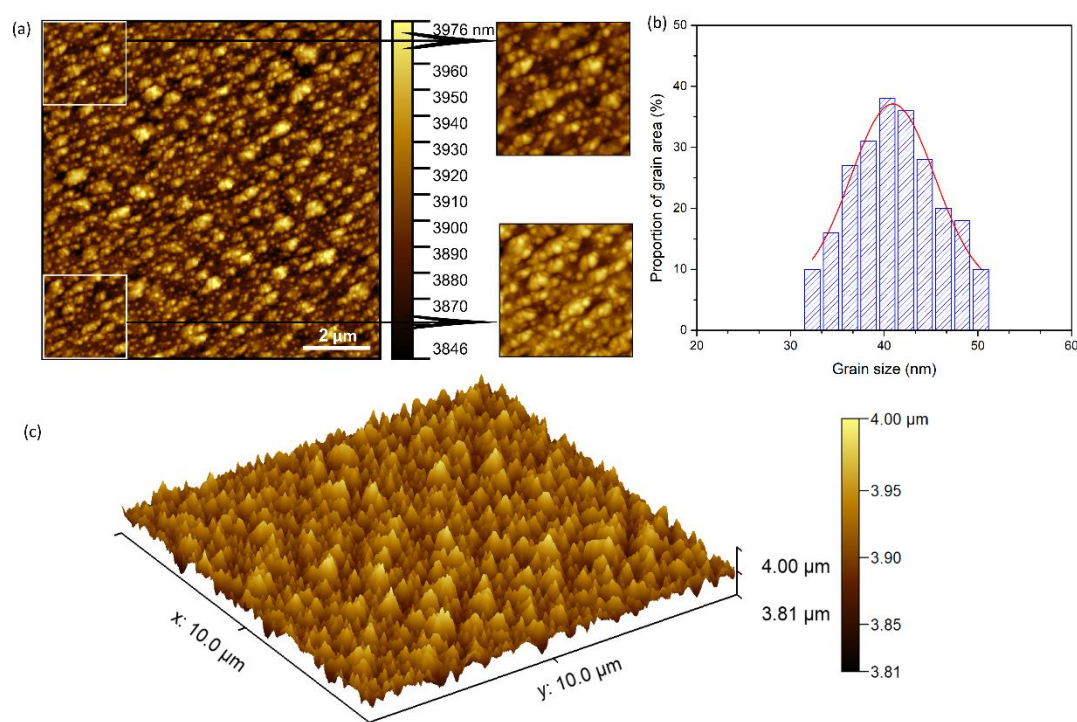 (a)
3976 nm
3960
3950
3940
3930
3920
3910
3900
3890
3880
3870
3860
3846
2 µm
(b)
50
40
30
20
10
0
20
30
40
50
60
Proportion of grain area (%)
Grain size (nm)
(c)
x: 10.0 µm
y: 10.0 µm
4.00 µm
3.81 µm
4.00 µm
3.95
3.90
3.85
3.81